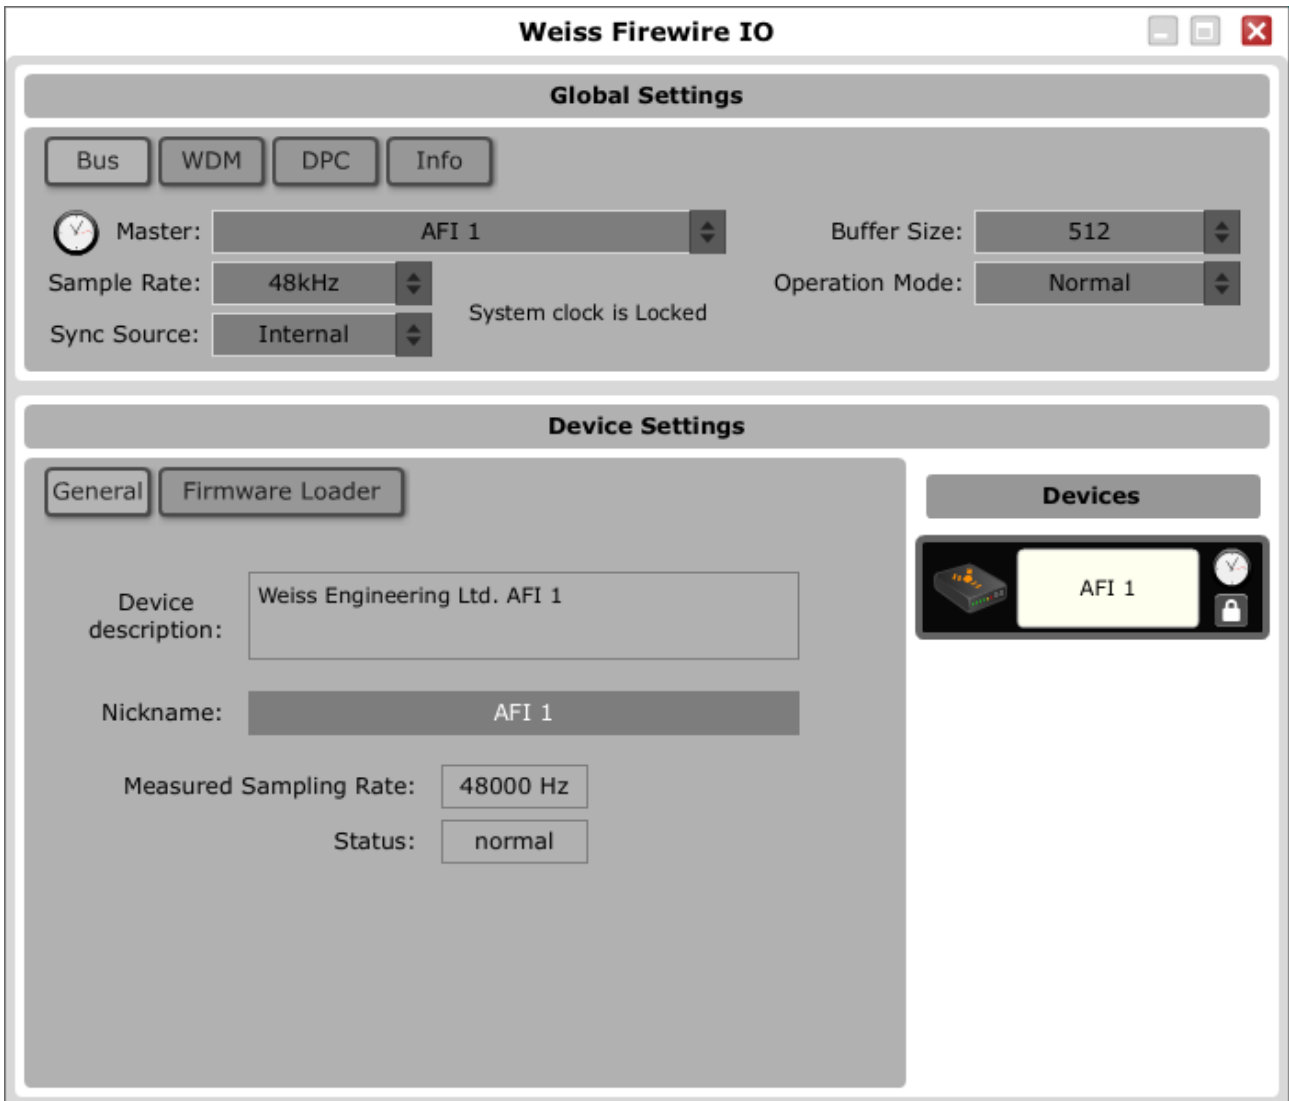 Weiss Firewire IO
Global Settings
Bus WDM DPC Info
Master: AFI 1 Buffer Size: 512
Sample Rate: 48kHz Operation Mode: Normal
System clock is Locked
Sync Source: Internal
Device Settings
General Firmware Loader
Devices
AFI 1
Device
description:
Weiss Engineering Ltd. AFI 1
Nickname: AFI 1
Measured Sampling Rate: 48000 Hz
Status: normal